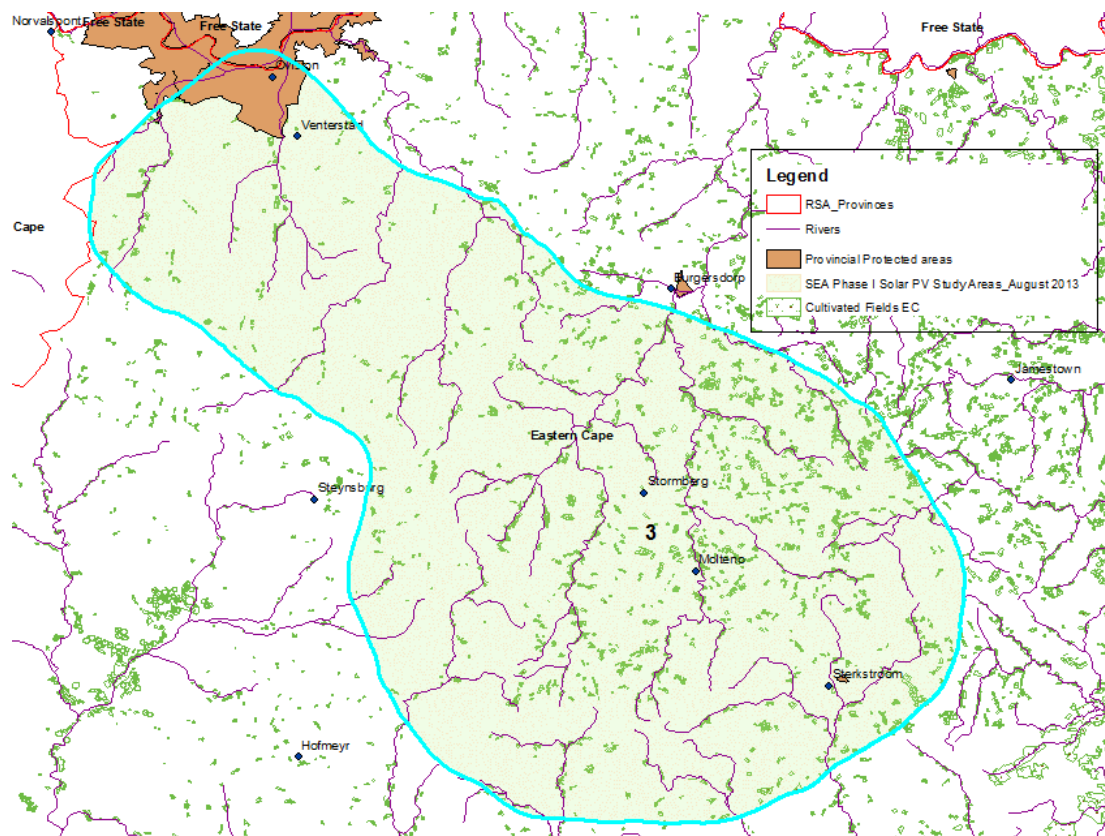 Norvalspont
Free State
Free State
Free State
Oviston
Venterstad
Legend
RSA_Provinces
Rivers
Provincial Protected areas
SEA Phase I Solar PV Study Areas_August 2013
Cultivated Fields EC
Cape
Burgersdorp
Jamestown
Eastern Cape
Steynsburg
Stormberg
3
Molteno
Sterkstroom
Hofmeyr